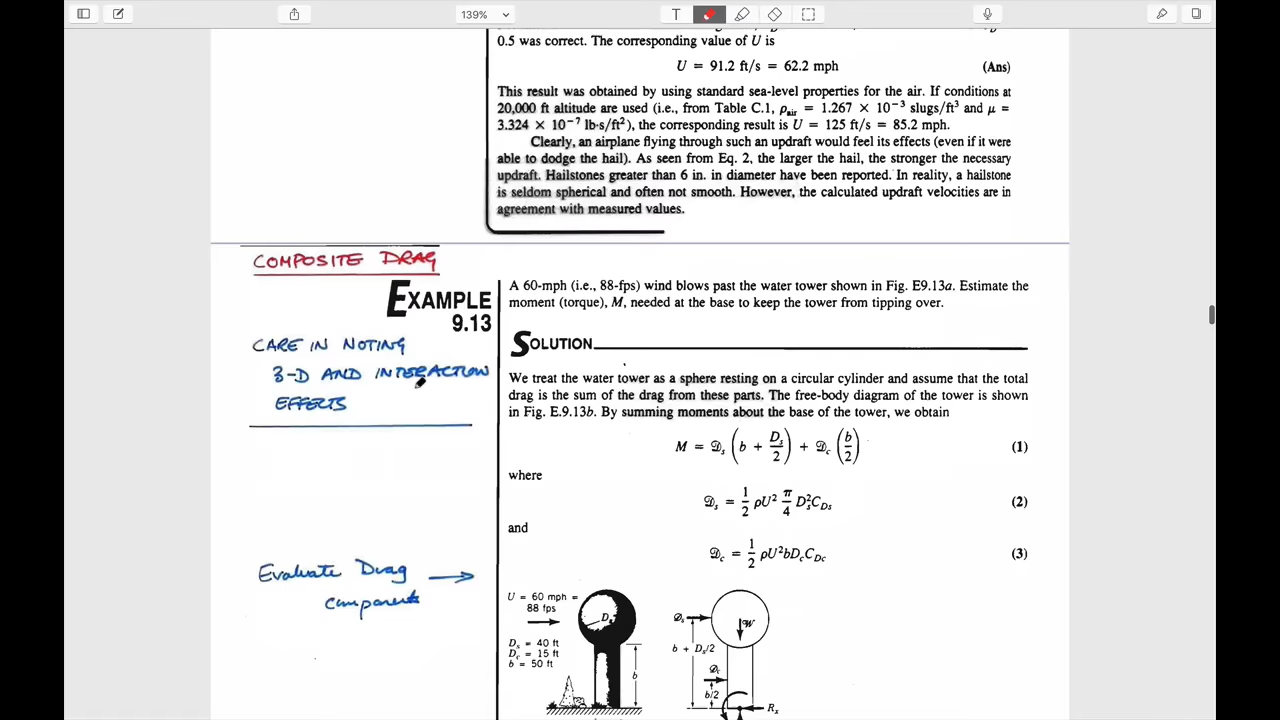 139%
T
0.5 was correct. The corresponding value of U is
U = 91.2 ft/s = 62.2 mph (Ans)
This result was obtained by using standard sea-level properties for the air. If conditions at
20,000 ft altitude are used (i.e., from Table C.1, ρair = 1.267 × 10⁻³ slugs/ft³ and μ =
3.324 × 10⁻⁷ lb·s/ft²), the corresponding result is U = 125 ft/s = 85.2 mph.
Clearly, an airplane flying through such an updraft would feel its effects (even if it were
able to dodge the hail). As seen from Eq. 2, the larger the hail, the stronger the necessary
updraft. Hailstones greater than 6 in. in diameter have been reported. In reality, a hailstone
is seldom spherical and often not smooth. However, the calculated updraft velocities are in
agreement with measured values.
COMPOSITE DRAG
EXAMPLE
9.13
A 60-mph (i.e., 88-fps) wind blows past the water tower shown in Fig. E9.13a. Estimate the
moment (torque), M, needed at the base to keep the tower from tipping over.
CARE IN NOTING
3-D AND INTERACTION
EFFECTS
SOLUTION
We treat the water tower as a sphere resting on a circular cylinder and assume that the total
drag is the sum of the drag from these parts. The free-body diagram of the tower is shown
in Fig. E.9.13b. By summing moments about the base of the tower, we obtain
M = 𝒟s (b + Ds/2) + 𝒟c (b/2) (1)
where
𝒟s = 1/2 ρU² π/4 Ds² CDs (2)
and
𝒟c = 1/2 ρU²bDcCDc (3)
Evaluate Drag
components
U = 60 mph =
88 fps
Ds = 40 ft
Dc = 15 ft
b = 50 ft
Ds
b
𝒟s
𝒲
b + Ds/2
𝒟c
b/2
Rx